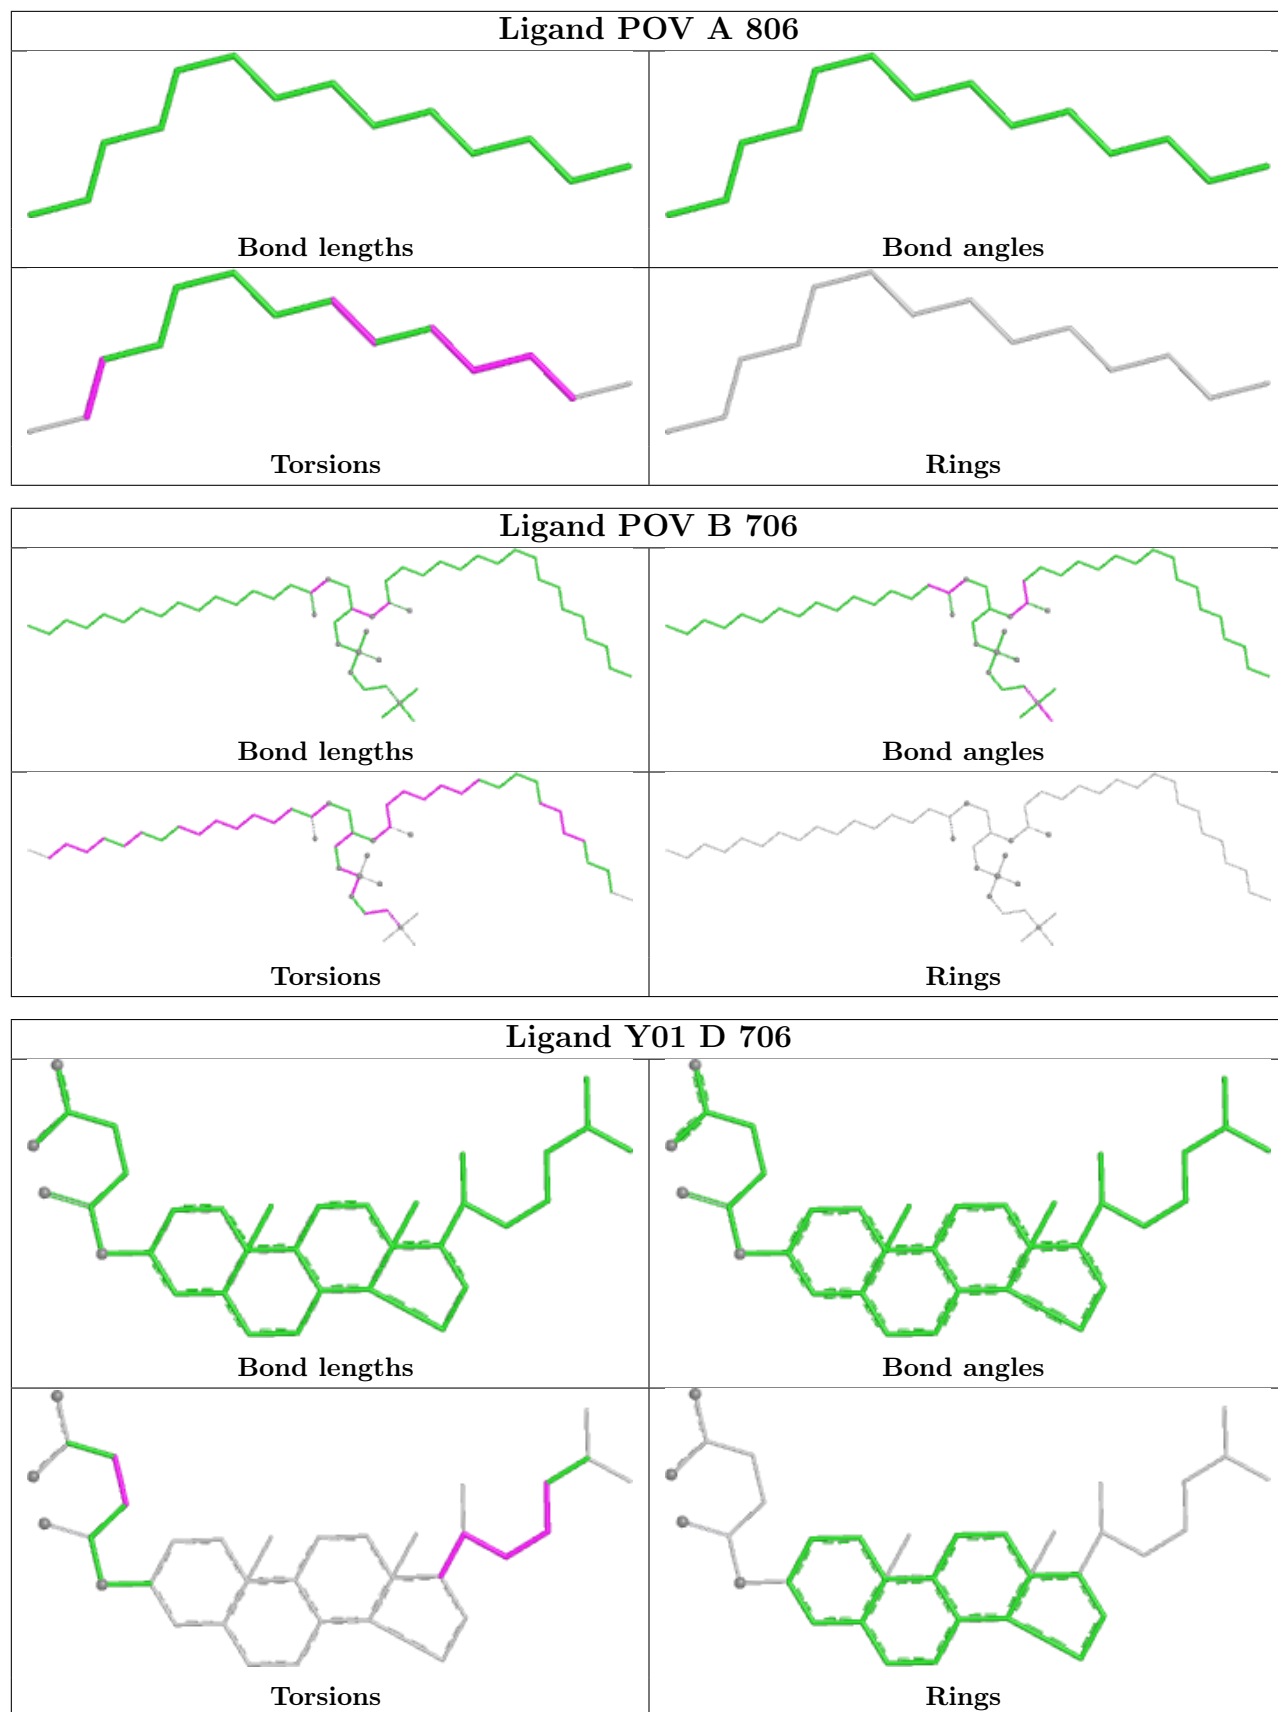 Ligand POV A 806
Bond lengths
Bond angles
Torsions
Rings
Ligand POV B 706
Bond lengths
Bond angles
Torsions
Rings
Ligand Y01 D 706
Bond lengths
Bond angles
Torsions
Rings